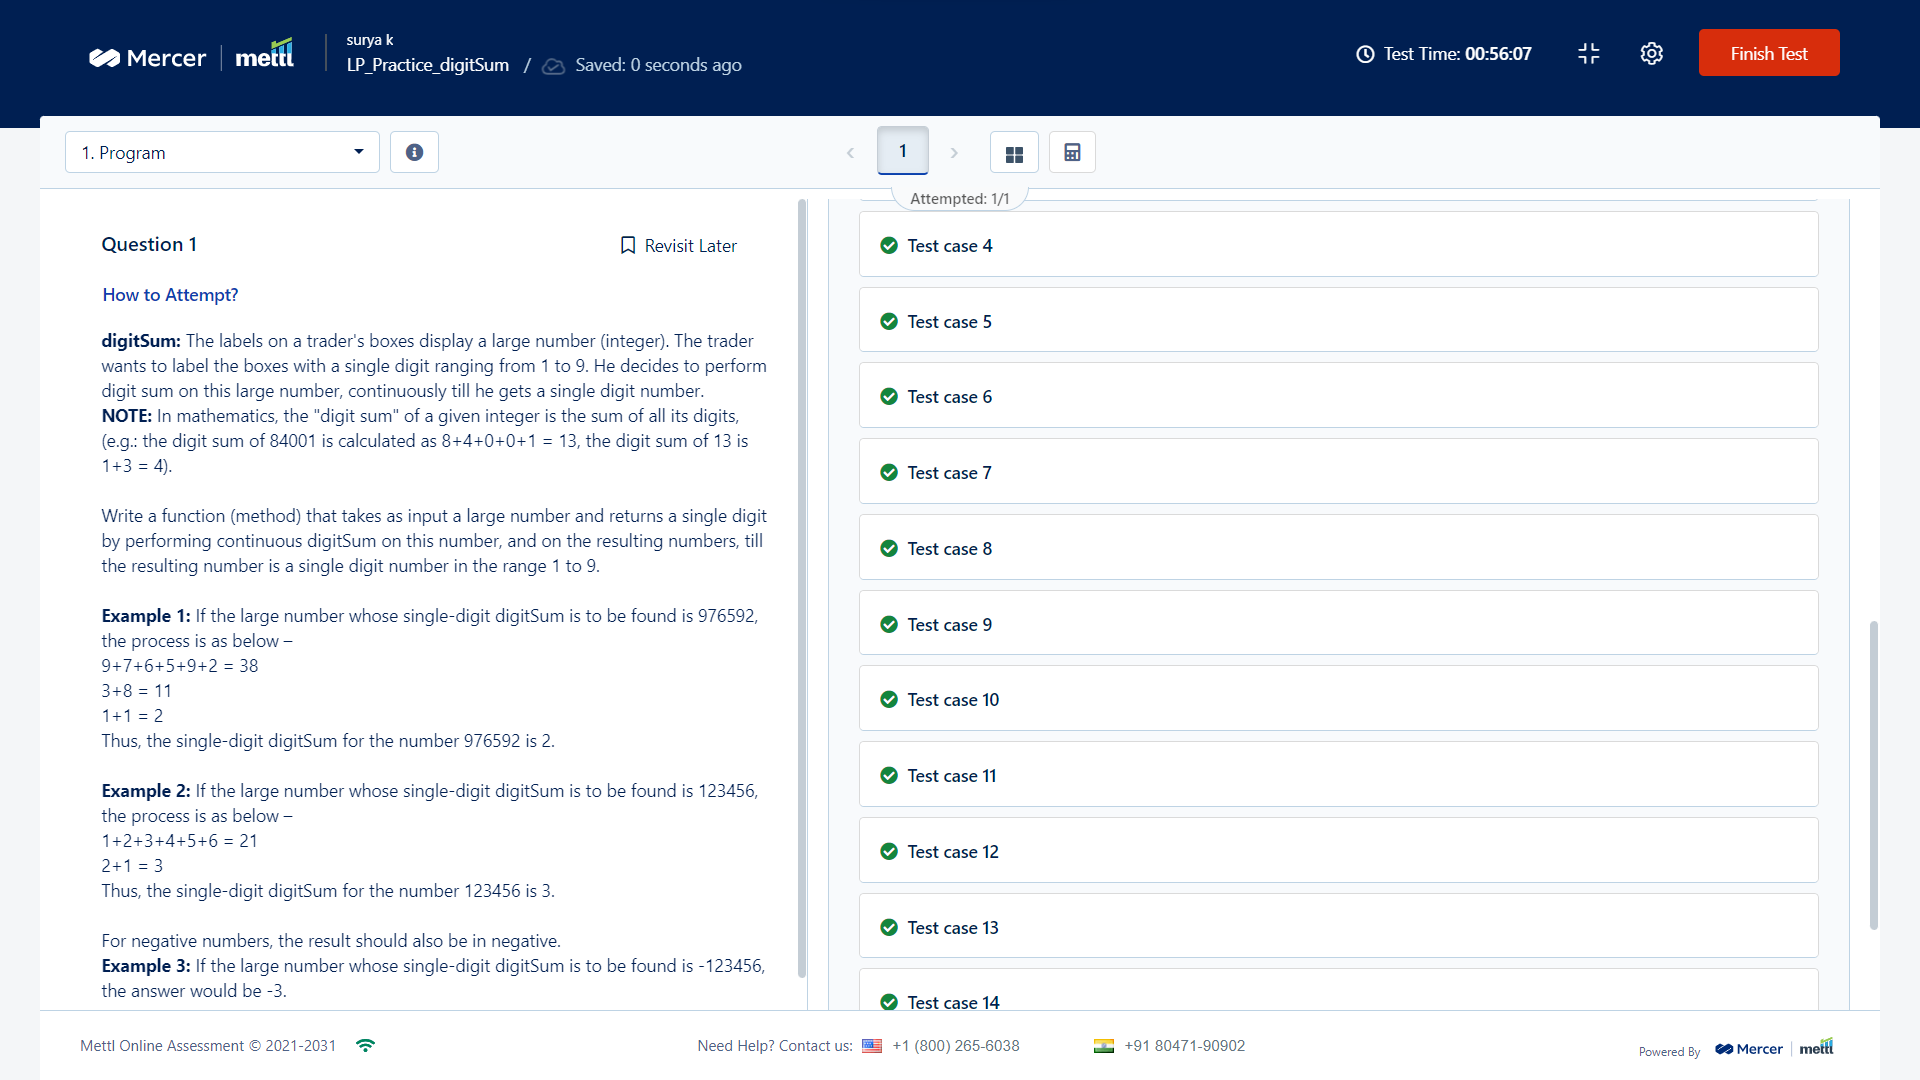 Mercer
mettl
surya k
LP_Practice_digitSum / Saved: 0 seconds ago
Test Time: 00:56:07
Finish Test
1. Program
1
Attempted: 1/1
Question 1
Revisit Later
How to Attempt?
digitSum: The labels on a trader's boxes display a large number (integer). The trader
wants to label the boxes with a single digit ranging from 1 to 9. He decides to perform
digit sum on this large number, continuously till he gets a single digit number.
NOTE: In mathematics, the "digit sum" of a given integer is the sum of all its digits,
(e.g.: the digit sum of 84001 is calculated as 8+4+0+0+1 = 13, the digit sum of 13 is
1+3 = 4).
Write a function (method) that takes as input a large number and returns a single digit
by performing continuous digitSum on this number, and on the resulting numbers, till
the resulting number is a single digit number in the range 1 to 9.
Example 1: If the large number whose single-digit digitSum is to be found is 976592,
the process is as below –
9+7+6+5+9+2 = 38
3+8 = 11
1+1 = 2
Thus, the single-digit digitSum for the number 976592 is 2.
Example 2: If the large number whose single-digit digitSum is to be found is 123456,
the process is as below –
1+2+3+4+5+6 = 21
2+1 = 3
Thus, the single-digit digitSum for the number 123456 is 3.
For negative numbers, the result should also be in negative.
Example 3: If the large number whose single-digit digitSum is to be found is -123456,
the answer would be -3.
Test case 4
Test case 5
Test case 6
Test case 7
Test case 8
Test case 9
Test case 10
Test case 11
Test case 12
Test case 13
Test case 14
Mettl Online Assessment © 2021-2031
Need Help? Contact us: +1 (800) 265-6038
+91 80471-90902
Powered By
Mercer
mettl